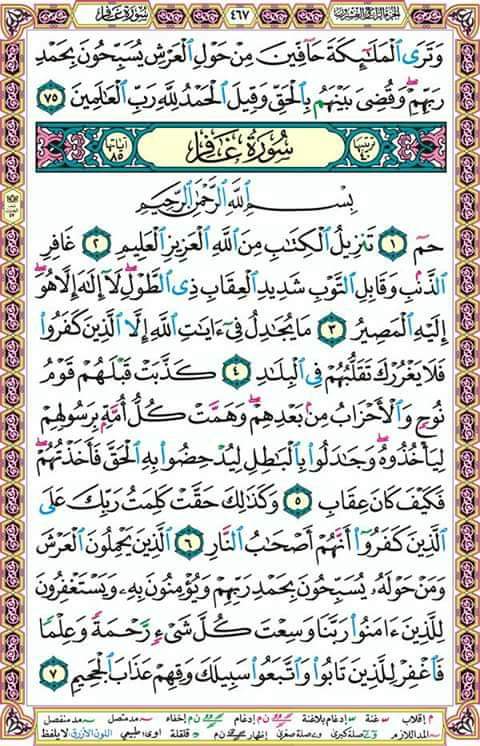 سورة غافر ٤٦٧ الجزء الرابع والعشرون
وَتَرَى ٱلْمَلَٰٓئِكَةَ حَآفِّينَ مِنْ حَوْلِ ٱلْعَرْشِ يُسَبِّحُونَ بِحَمْدِ
رَبِّهِمْ ۖ وَقُضِىَ بَيْنَهُم بِٱلْحَقِّ وَقِيلَ ٱلْحَمْدُ لِلَّهِ رَبِّ ٱلْعَٰلَمِينَ ٧٥
ترتيبها ٤٠ سُورَةُ غَافِرٍ آياتها ٨٥
بِسْمِ ٱللَّهِ ٱلرَّحْمَٰنِ ٱلرَّحِيمِ
حمٓ ١ تَنزِيلُ ٱلْكِتَٰبِ مِنَ ٱللَّهِ ٱلْعَزِيزِ ٱلْعَلِيمِ ٢ غَافِرِ
ٱلذَّنۢبِ وَقَابِلِ ٱلتَّوْبِ شَدِيدِ ٱلْعِقَابِ ذِى ٱلطَّوْلِ ۖ لَآ إِلَٰهَ إِلَّا هُوَ ۖ
إِلَيْهِ ٱلْمَصِيرُ ٣ مَا يُجَٰدِلُ فِىٓ ءَايَٰتِ ٱللَّهِ إِلَّا ٱلَّذِينَ كَفَرُوا۟
فَلَا يَغْرُرْكَ تَقَلُّبُهُمْ فِى ٱلْبِلَٰدِ ٤ كَذَّبَتْ قَبْلَهُمْ قَوْمُ
نُوحٍ وَٱلْأَحْزَابُ مِنۢ بَعْدِهِمْ ۖ وَهَمَّتْ كُلُّ أُمَّةٍۭ بِرَسُولِهِمْ
لِيَأْخُذُوهُ ۖ وَجَٰدَلُوا۟ بِٱلْبَٰطِلِ لِيُدْحِضُوا۟ بِهِ ٱلْحَقَّ فَأَخَذْتُهُمْ ۖ
فَكَيْفَ كَانَ عِقَابِ ٥ وَكَذَٰلِكَ حَقَّتْ كَلِمَتُ رَبِّكَ عَلَى
ٱلَّذِينَ كَفَرُوٓا۟ أَنَّهُمْ أَصْحَٰبُ ٱلنَّارِ ٦ ٱلَّذِينَ يَحْمِلُونَ ٱلْعَرْشَ
وَمَنْ حَوْلَهُۥ يُسَبِّحُونَ بِحَمْدِ رَبِّهِمْ وَيُؤْمِنُونَ بِهِۦ وَيَسْتَغْفِرُونَ
لِلَّذِينَ ءَامَنُوا۟ رَبَّنَا وَسِعْتَ كُلَّ شَىْءٍ رَّحْمَةً وَعِلْمًا
فَٱغْفِرْ لِلَّذِينَ تَابُوا۟ وَٱتَّبَعُوا۟ سَبِيلَكَ وَقِهِمْ عَذَابَ ٱلْجَحِيمِ ٧
م إقلاب غنة إدغام بلاغنة ن م إدغام ن م إخفاء مد متصل مد منفصل
المد اللازم صلة كبرى صلة صغرى إظهار ن م قلقلة اوى: طبيعي اللون الأزرق لا يلفظ